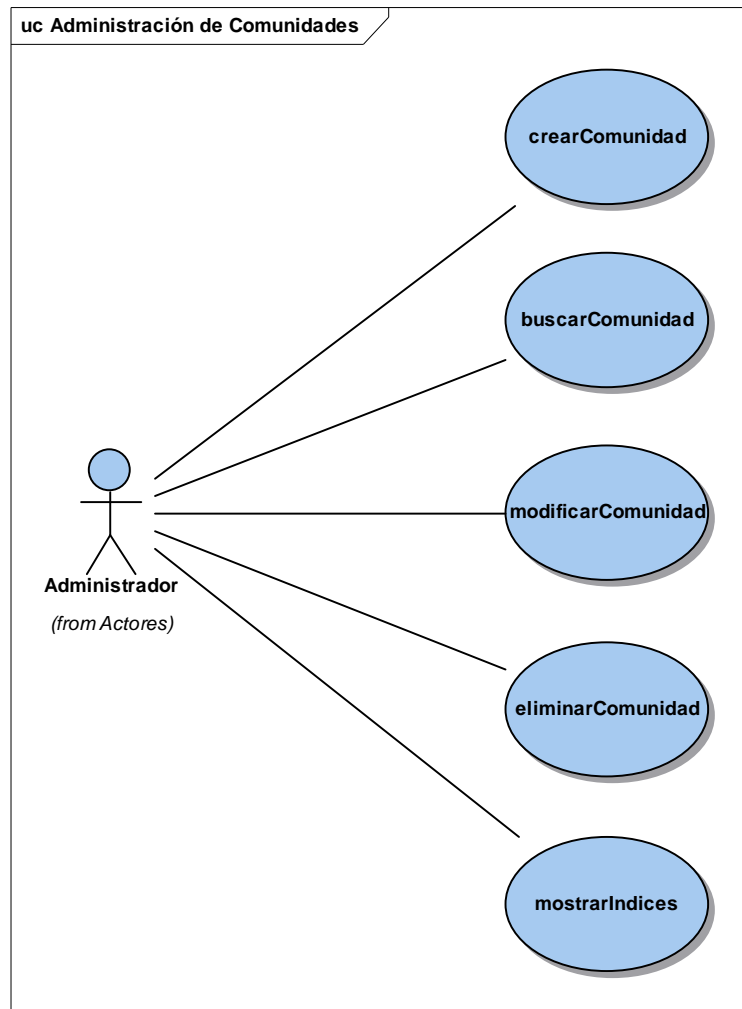 uc Administración de Comunidades
crearComunidad
buscarComunidad
modificarComunidad
Administrador
(from Actores)
eliminarComunidad
mostrarIndices